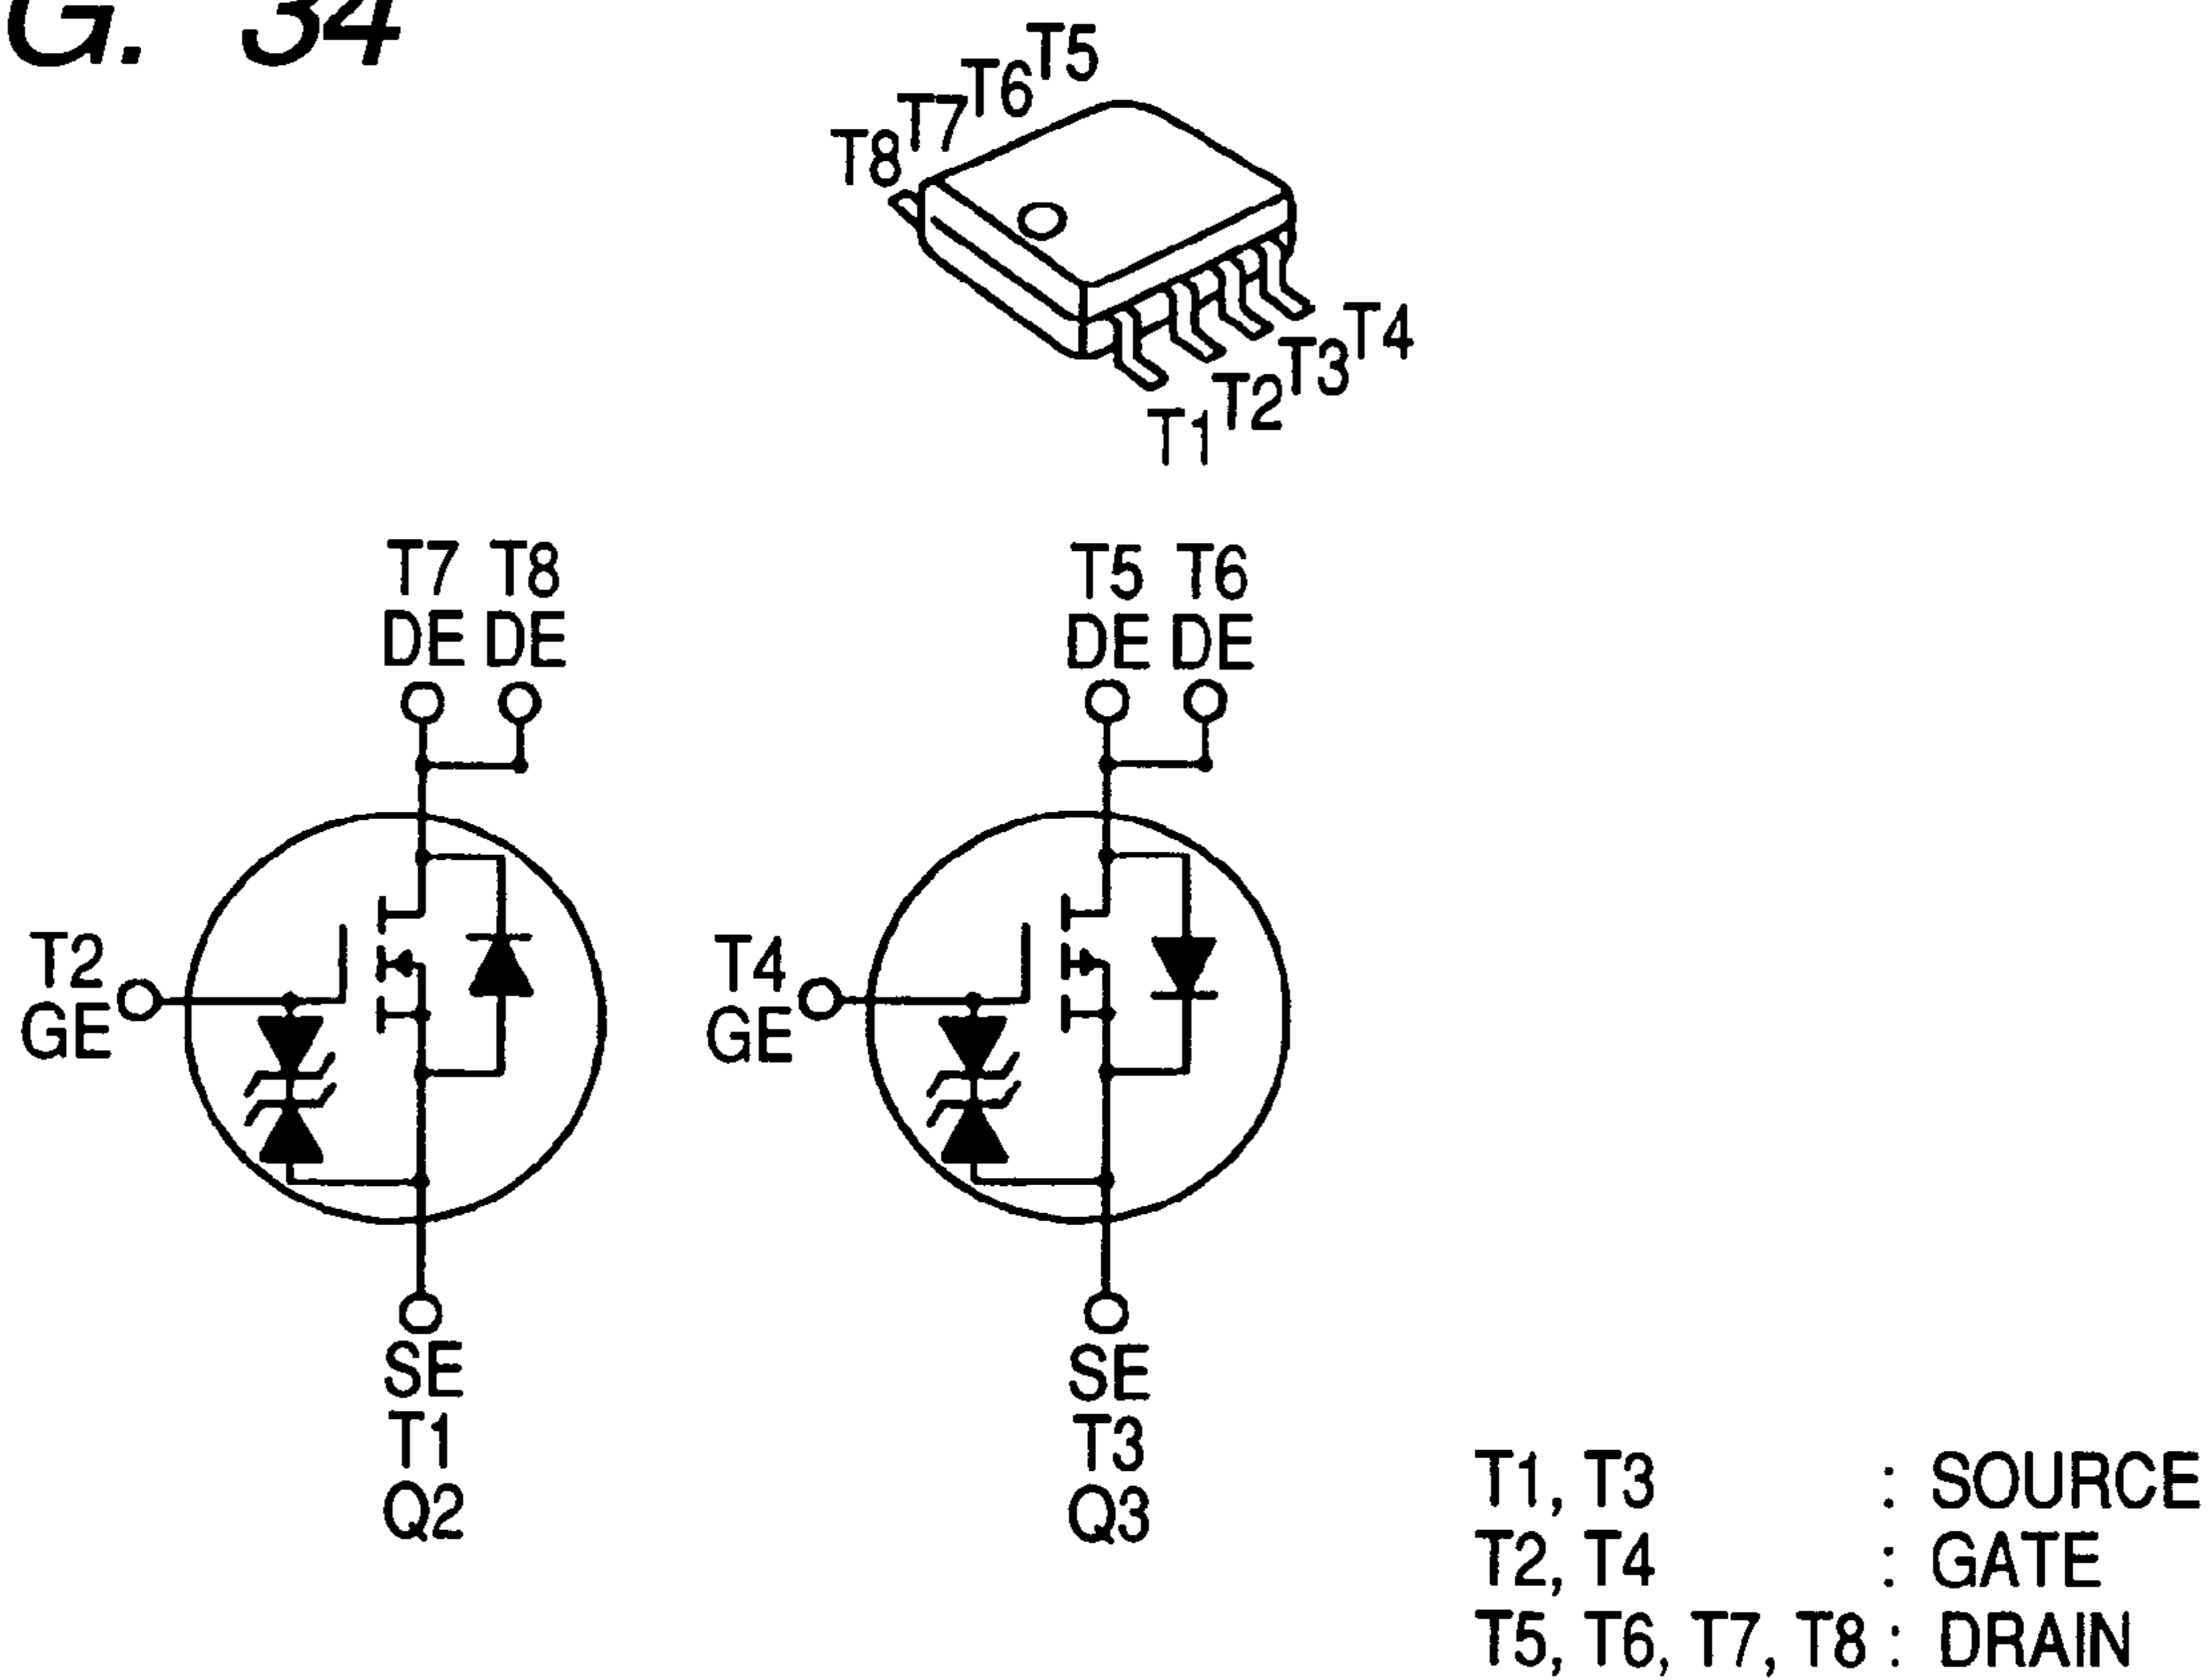 G. 34
T5
T6
T7
T8
T4
T3
T2
T1
T7 T8
DE DE
T2
GE
SE
T1
Q2
T5 T6
DE DE
T4
GE
SE
T3
Q3
T1, T3 : SOURCE
T2, T4 : GATE
T5, T6, T7, T8 : DRAIN